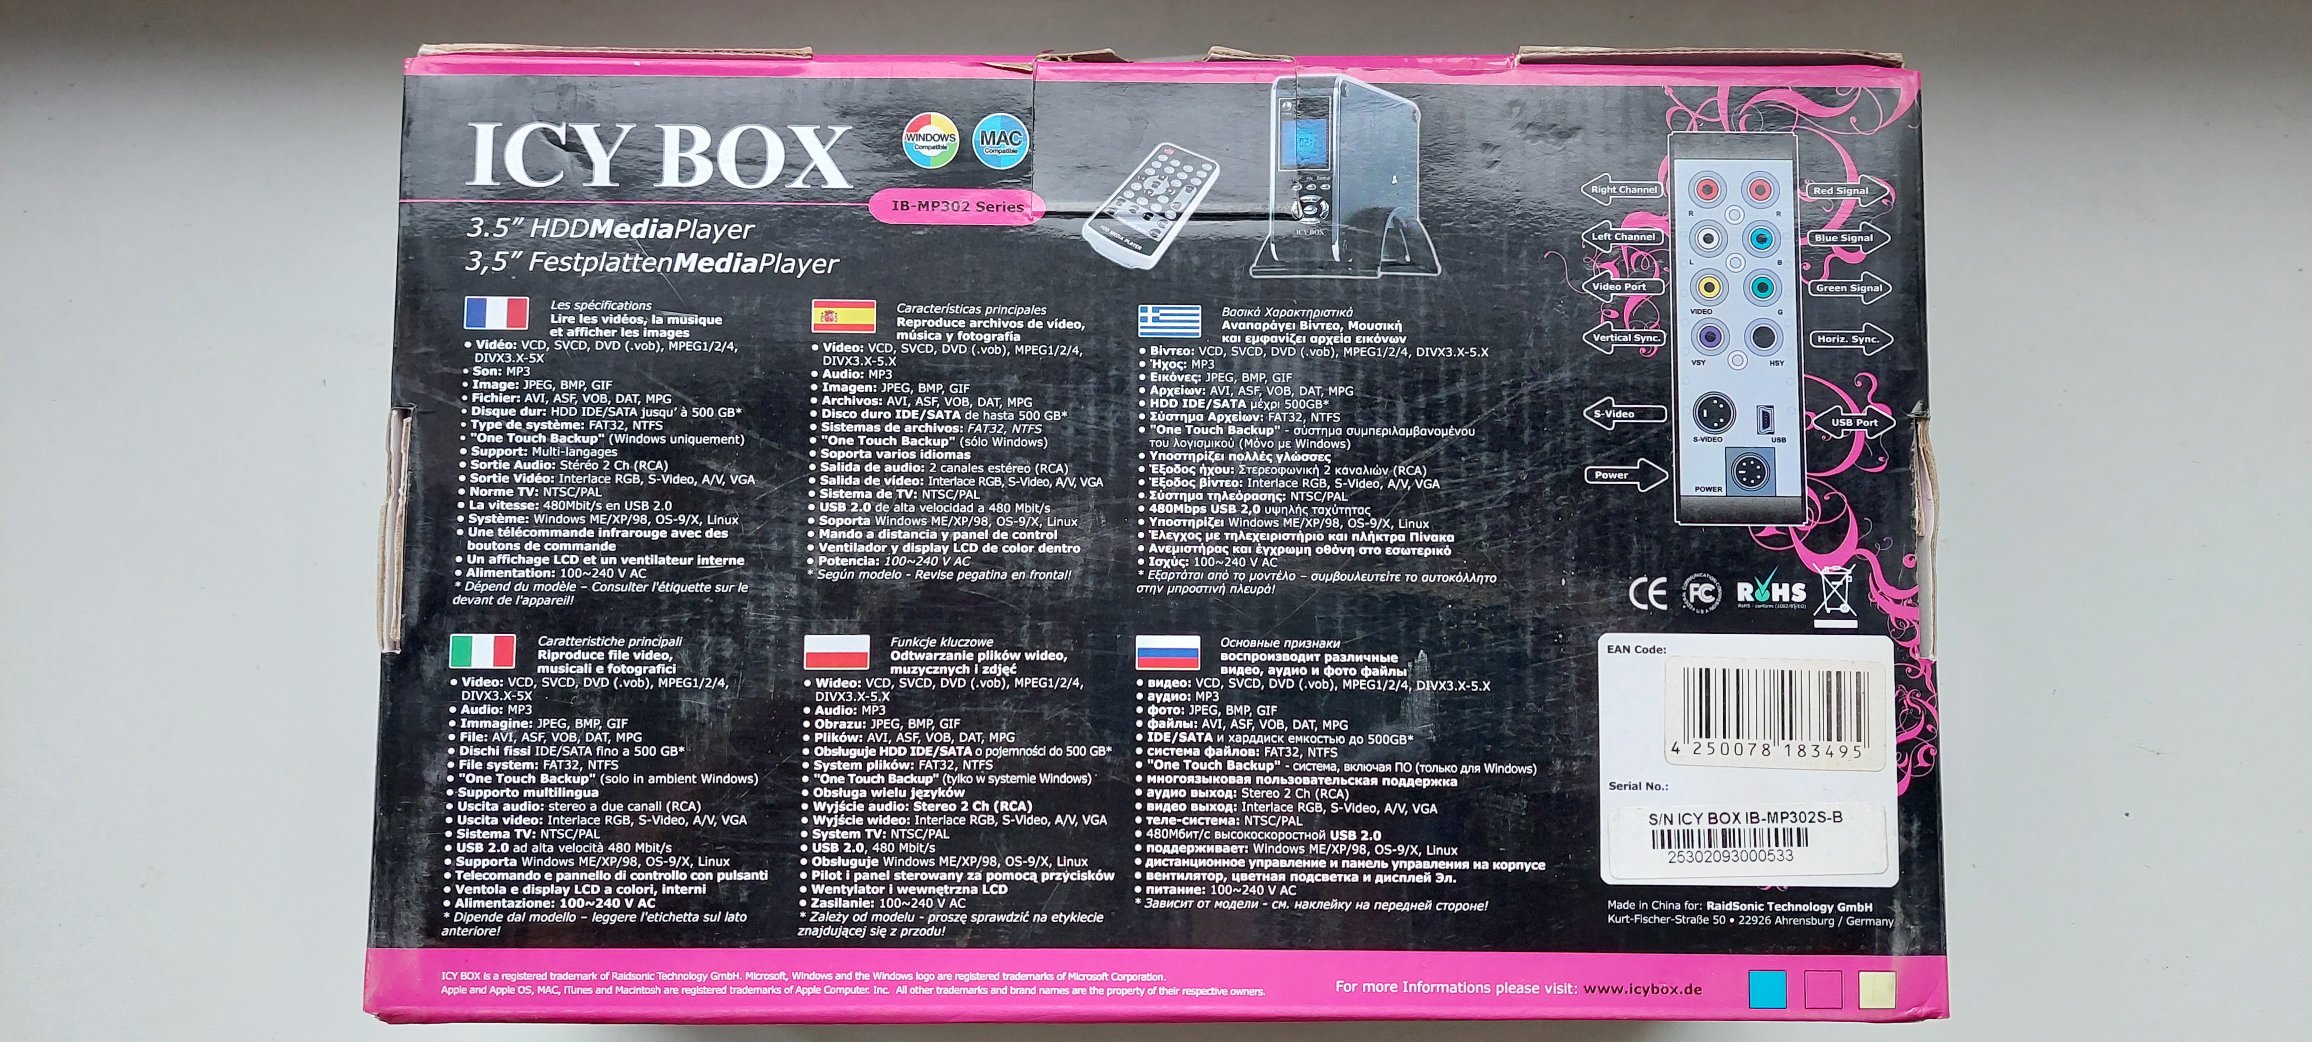 ICY BOX
WINDOWS
Compatible
MAC
Compatible
IB-MP302 Series
3.5” HDDMediaPlayer
3,5” FestplattenMediaPlayer
HDD MEDIA PLAYER
ICY BOX
Les spécifications
Lire les vidéos, la musique
et afficher les images
• Vidéo: VCD, SVCD, DVD (.vob), MPEG1/2/4,
DIVX3.X-5X
• Son: MP3
• Image: JPEG, BMP, GIF
• Fichier: AVI, ASF, VOB, DAT, MPG
• Disque dur: HDD IDE/SATA jusqu’ à 500 GB*
• Type de système: FAT32, NTFS
• "One Touch Backup" (Windows uniquement)
• Support: Multi-langages
• Sortie Audio: Stéréo 2 Ch (RCA)
• Sortie Vidéo: Interlace RGB, S-Video, A/V, VGA
• Norme TV: NTSC/PAL
• La vitesse: 480Mbit/s en USB 2.0
• Système: Windows ME/XP/98, OS-9/X, Linux
• Une télécommande infrarouge avec des
boutons de commande
• Un affichage LCD et un ventilateur interne
• Alimentation: 100~240 V AC
* Dépend du modèle – Consulter l'étiquette sur le
devant de l'appareil!
Características principales
Reproduce archivos de vídeo,
música y fotografía
• Vídeo: VCD, SVCD, DVD (.vob), MPEG1/2/4,
DIVX3.X-5.X
• Audio: MP3
• Imagen: JPEG, BMP, GIF
• Archivos: AVI, ASF, VOB, DAT, MPG
• Disco duro IDE/SATA de hasta 500 GB*
• Sistemas de archivos: FAT32, NTFS
• "One Touch Backup" (sólo Windows)
• Soporta varios idiomas
• Salida de audio: 2 canales estéreo (RCA)
• Salida de vídeo: Interlace RGB, S-Video, A/V, VGA
• Sistema de TV: NTSC/PAL
• USB 2.0 de alta velocidad a 480 Mbit/s
• Soporta Windows ME/XP/98, OS-9/X, Linux
• Mando a distancia y panel de control
• Ventilador y display LCD de color dentro
• Potencia: 100~240 V AC
* Según modelo - Revise pegatina en frontal!
Βασικά Χαρακτηριστικά
Αναπαράγει Βίντεο, Μουσική
και εμφανίζει αρχεία εικόνων
• Βίντεο: VCD, SVCD, DVD (.vob), MPEG1/2/4, DIVX3.X-5.X
• Ήχος: MP3
• Εικόνες: JPEG, BMP, GIF
• Αρχείων: AVI, ASF, VOB, DAT, MPG
• HDD IDE/SATA μέχρι 500GB*
• Σύστημα Αρχείων: FAT32, NTFS
• "One Touch Backup" - σύστημα συμπεριλαμβανομένου
του λογισμικού (Μόνο με Windows)
• Υποστηρίζει πολλές γλώσσες
• Έξοδος ήχου: Στερεοφωνική 2 κάναλιών (RCA)
• Έξοδος βίντεο: Interlace RGB, S-Video, A/V, VGA
• Σύστημα τηλεόρασης: NTSC/PAL
• 480Mbps USB 2,0 υψηλής ταχύτητας
• Υποστηρίζει Windows ME/XP/98, OS-9/X, Linux
• Έλεγχος με τηλεχειριστήριο και πλήκτρα Πίνακα
• Ανεμιστήρας και έγχρωμη οθόνη στο εσωτερικό
• Ισχύς: 100~240 V AC
* Εξαρτάται από το μοντέλο – συμβουλευτείτε το αυτοκόλλητο
στην μπροστινή πλευρά!
Caratteristiche principali
Riproduce file video,
musicali e fotografici
• Video: VCD, SVCD, DVD (.vob), MPEG1/2/4,
DIVX3.X-5X
• Audio: MP3
• Immagine: JPEG, BMP, GIF
• File: AVI, ASF, VOB, DAT, MPG
• Dischi fissi IDE/SATA fino a 500 GB*
• File system: FAT32, NTFS
• "One Touch Backup" (solo in ambient Windows)
• Supporto multilingua
• Uscita audio: stereo a due canali (RCA)
• Uscita video: Interlace RGB, S-Video, A/V, VGA
• Sistema TV: NTSC/PAL
• USB 2.0 ad alta velocità 480 Mbit/s
• Supporta Windows ME/XP/98, OS-9/X, Linux
• Telecomando e pannello di controllo con pulsanti
• Ventola e display LCD a colori, interni
• Alimentazione: 100~240 V AC
* Dipende dal modello – leggere l'etichetta sul lato
anteriore!
Funkcje kluczowe
Odtwarzanie plików wideo,
muzycznych i zdjęć
• Wideo: VCD, SVCD, DVD (.vob), MPEG1/2/4,
DIVX3.X-5.X
• Audio: MP3
• Obrazu: JPEG, BMP, GIF
• Plików: AVI, ASF, VOB, DAT, MPG
• Obsługuje HDD IDE/SATA o pojemności do 500 GB*
• System plików: FAT32, NTFS
• "One Touch Backup" (tylko w systemie Windows)
• Obsługa wielu języków
• Wyjście audio: Stereo 2 Ch (RCA)
• Wyjście wideo: Interlace RGB, S-Video, A/V, VGA
• System TV: NTSC/PAL
• USB 2.0, 480 Mbit/s
• Obsługuje Windows ME/XP/98, OS-9/X, Linux
• Pilot i panel sterowany za pomocą przycisków
• Wentylator i wewnętrzna LCD
• Zasilanie: 100~240 V AC
* Zależy od modelu - proszę sprawdzić na etykiecie
znajdującej się z przodu!
Основные признаки
воспроизводит различные
видео, аудио и фото файлы
• видео: VCD, SVCD, DVD (.vob), MPEG1/2/4, DIVX3.X-5.X
• аудио: MP3
• фото: JPEG, BMP, GIF
• файлы: AVI, ASF, VOB, DAT, MPG
• IDE/SATA и харддиск емкостью до 500GB*
• система файлов: FAT32, NTFS
• "One Touch Backup" - система, включая ПО (только для Windows)
• многоязыковая пользовательская поддержка
• аудио выход: Stereo 2 Ch (RCA)
• видео выход: Interlace RGB, S-Video, A/V, VGA
• теле-система: NTSC/PAL
• 480Мбит/с высокоскоростной USB 2.0
• поддерживает: Windows ME/XP/98, OS-9/X, Linux
• дистанционное управление и панель управления на корпусе
• вентилятор, цветная подсветка и дисплей Эл.
• питание: 100~240 V AC
* Зависит от модели - см. наклейку на передней стороне!
Right Channel
Red Signal
R
R
Left Channel
Blue Signal
L
B
Video Port
Green Signal
VIDEO
G
Vertical Sync.
Horiz. Sync.
VSY
HSY
S-Video
USB Port
S-VIDEO
USB
Power
POWER
CE
FC
RoHS
RoHS - conform (2002/95/EC)
EAN Code:
4 250078 183495
Serial No.:
S/N ICY BOX IB-MP302S-B
25302093000533
Made in China for: RaidSonic Technology GmbH
Kurt-Fischer-Straße 50 • 22926 Ahrensburg / Germany
ICY BOX is a registered trademark of Raidsonic Technology GmbH. Microsoft, Windows and the Windows logo are registered trademarks of Microsoft Corporation.
Apple and Apple OS, MAC, iTunes and Macintosh are registered trademarks of Apple Computer. Inc. All other trademarks and brand names are the property of their respective owners.
For more Informations please visit: www.icybox.de